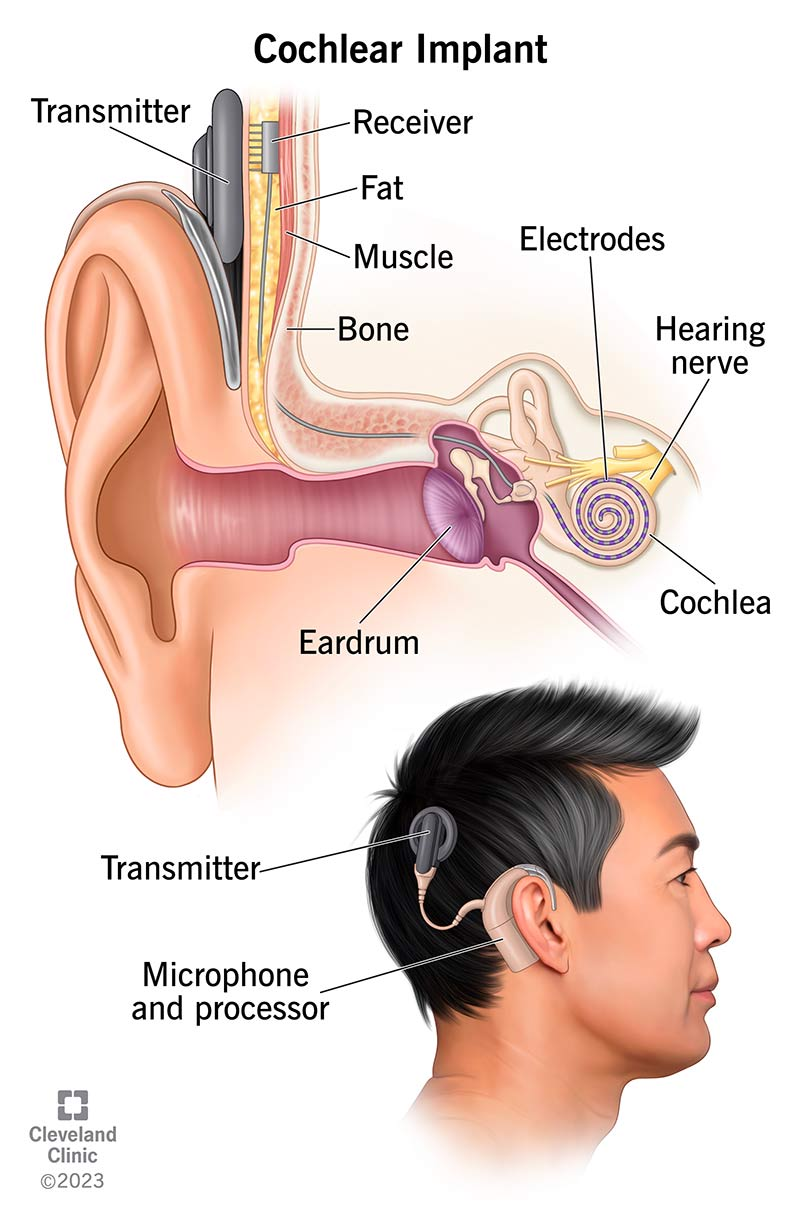 Cochlear Implant
Transmitter
Receiver
Fat
Muscle
Electrodes
Bone
Hearing
nerve
Cochlea
Eardrum
Transmitter
Microphone
and processor
Cleveland
Clinic
©2023